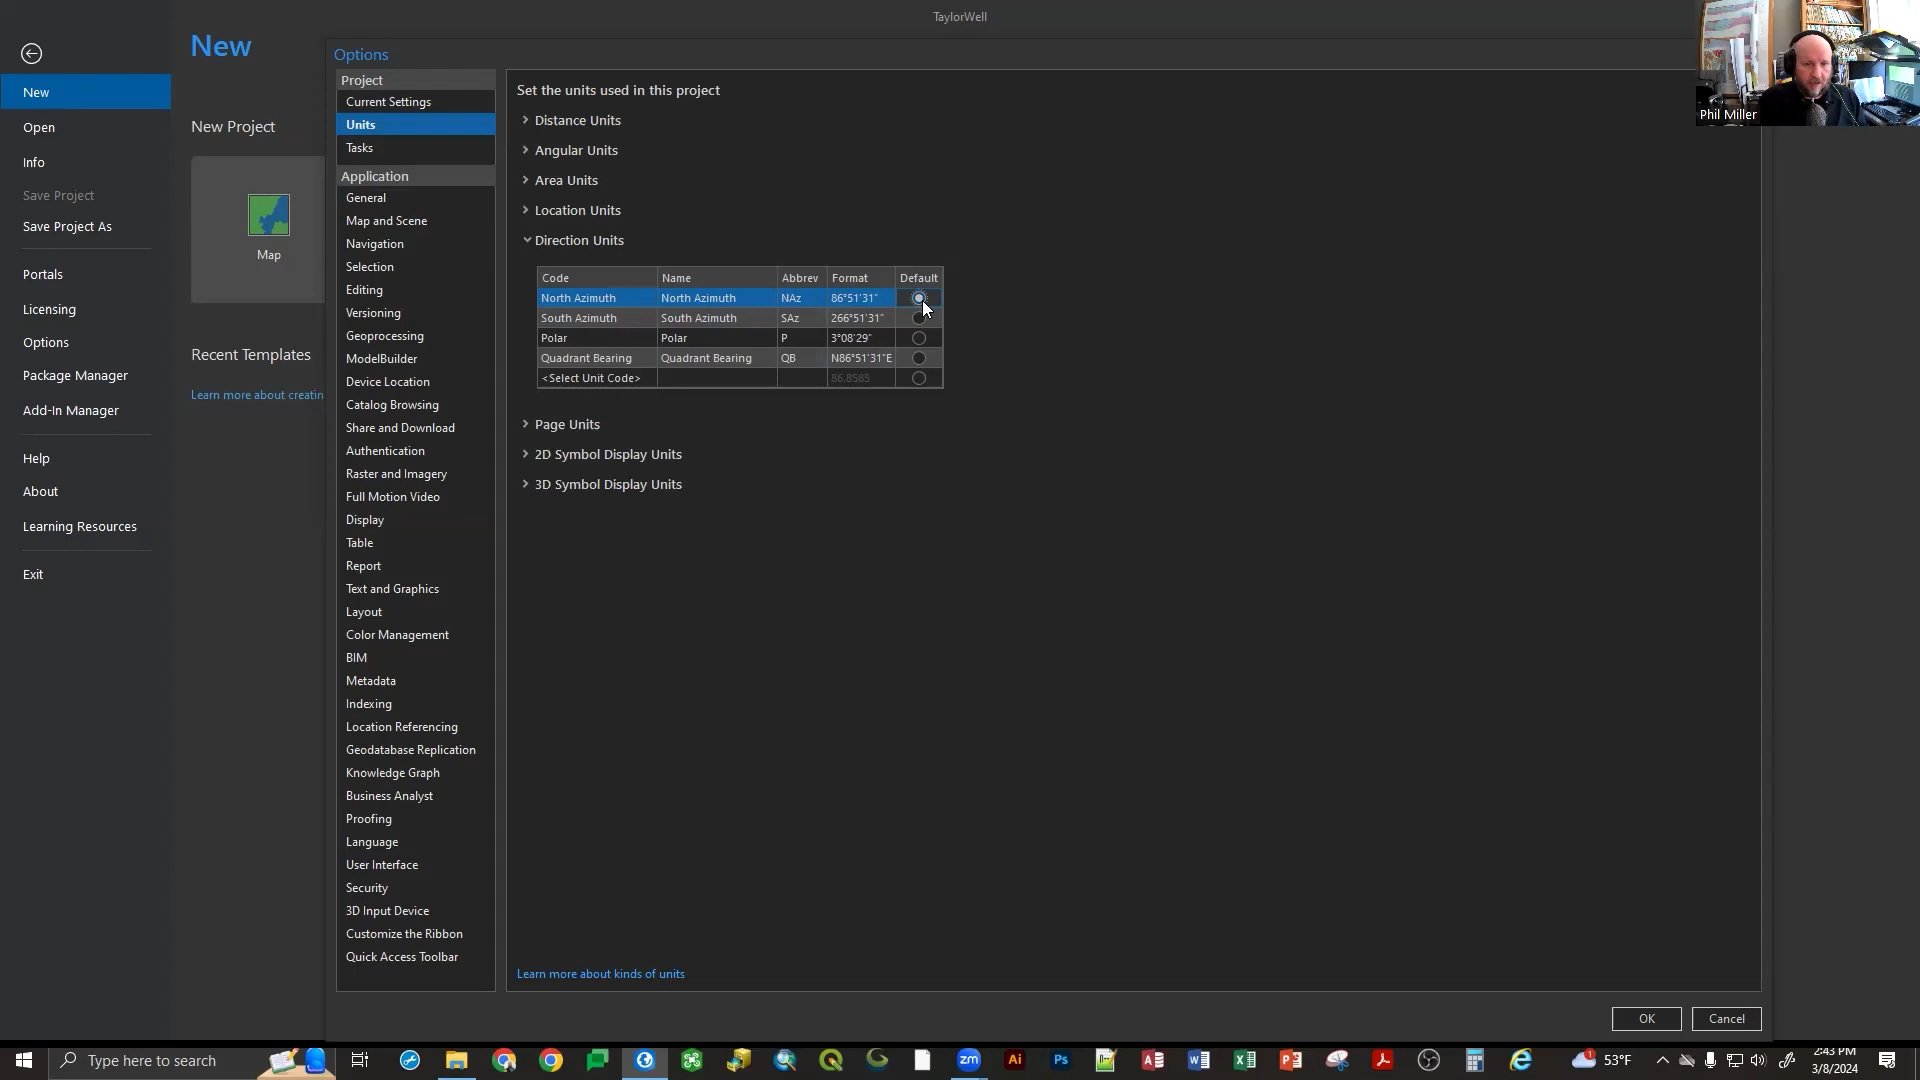 TaylorWell
Phil Miller
New
Open
Info
Save Project
Save Project As
Portals
Licensing
Options
Package Manager
Add-In Manager
Help
About
Learning Resources
Exit
New
New Project
Map
Recent Templates
Learn more about creatin
Options
Project
Current Settings
Units
Tasks
Application
General
Map and Scene
Navigation
Selection
Editing
Versioning
Geoprocessing
ModelBuilder
Device Location
Catalog Browsing
Share and Download
Authentication
Raster and Imagery
Full Motion Video
Display
Table
Report
Text and Graphics
Layout
Color Management
BIM
Metadata
Indexing
Location Referencing
Geodatabase Replication
Knowledge Graph
Business Analyst
Proofing
Language
User Interface
Security
3D Input Device
Customize the Ribbon
Quick Access Toolbar
Set the units used in this project
Distance Units
Angular Units
Area Units
Location Units
Direction Units
Code Name Abbrev Format Default
North Azimuth North Azimuth NAz 86°51'31"
South Azimuth South Azimuth SAz 266°51'31"
Polar Polar P 3°08'29"
Quadrant Bearing Quadrant Bearing QB N86°51'31"E
<Select Unit Code> 86.8585
Page Units
2D Symbol Display Units
3D Symbol Display Units
Learn more about kinds of units
OK Cancel
Type here to search
zm Ai Ps
1
53°F
2:43 PM
3/8/2024